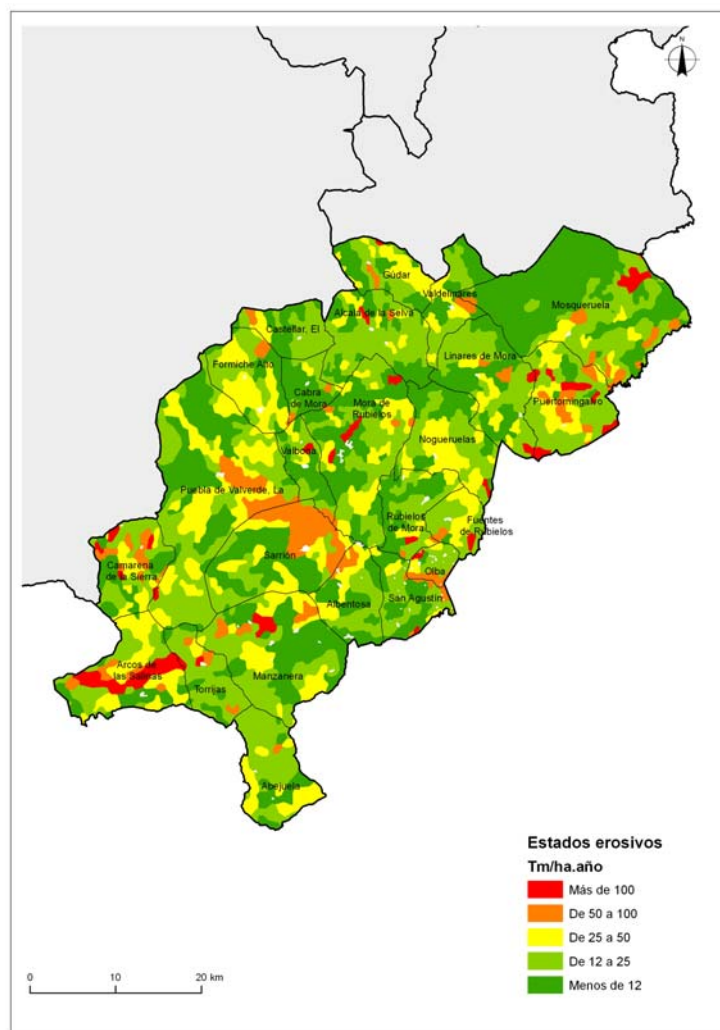 N
Gúdar
Valdelinares
Mosqueruela
Alcalá de la Selva
Castellar, El
Linares de Mora
Formiche Alto
Cabra
de Mora
Mora de
Rubielos
Puertomingalvo
Nogueruelas
Valbona
Puebla de Valverde, La
Rubielos
de Mora
Fuentes
de Rubielos
Sarrión
Camarena
de la Sierra
Olba
Albentosa
San Agustín
Arcos de
las Salinas
Manzanera
Torrijas
Abejuela
Estados erosivos
Tm/ha.año
Más de 100
De 50 a 100
De 25 a 50
De 12 a 25
Menos de 12
0 10 20 km